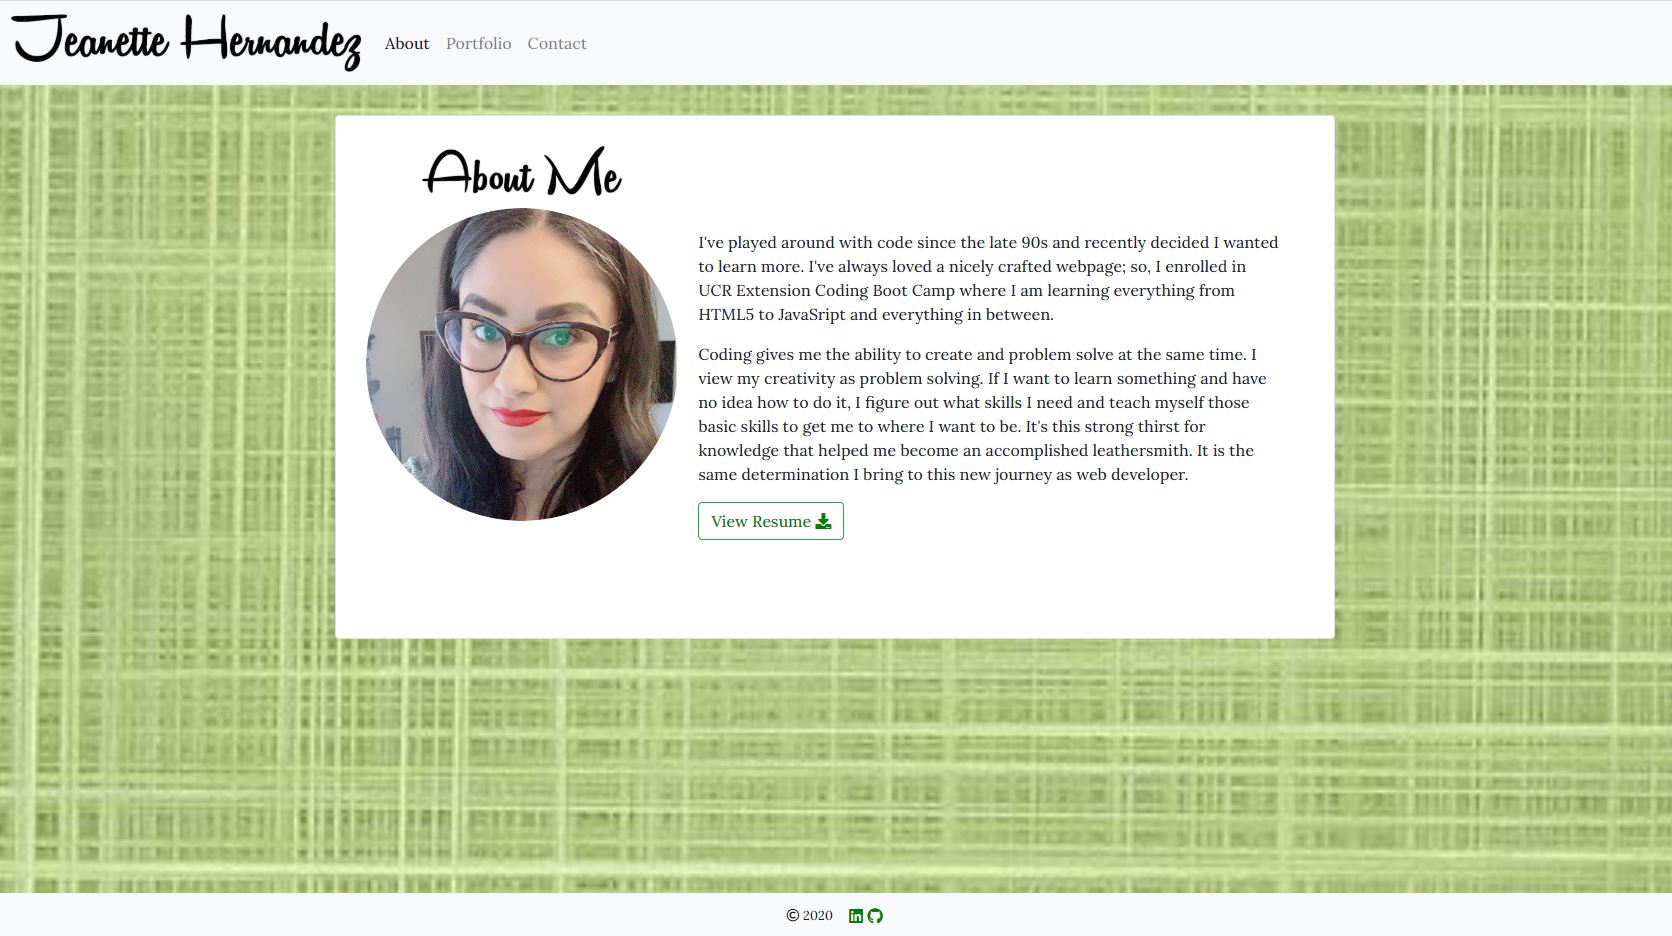 Jeanette Hernandez
About Portfolio Contact
About Me
I've played around with code since the late 90s and recently decided I wanted
to learn more. I've always loved a nicely crafted webpage; so, I enrolled in
UCR Extension Coding Boot Camp where I am learning everything from
HTML5 to JavaSript and everything in between.
Coding gives me the ability to create and problem solve at the same time. I
view my creativity as problem solving. If I want to learn something and have
no idea how to do it, I figure out what skills I need and teach myself those
basic skills to get me to where I want to be. It's this strong thirst for
knowledge that helped me become an accomplished leathersmith. It is the
same determination I bring to this new journey as web developer.
View Resume
© 2020 in